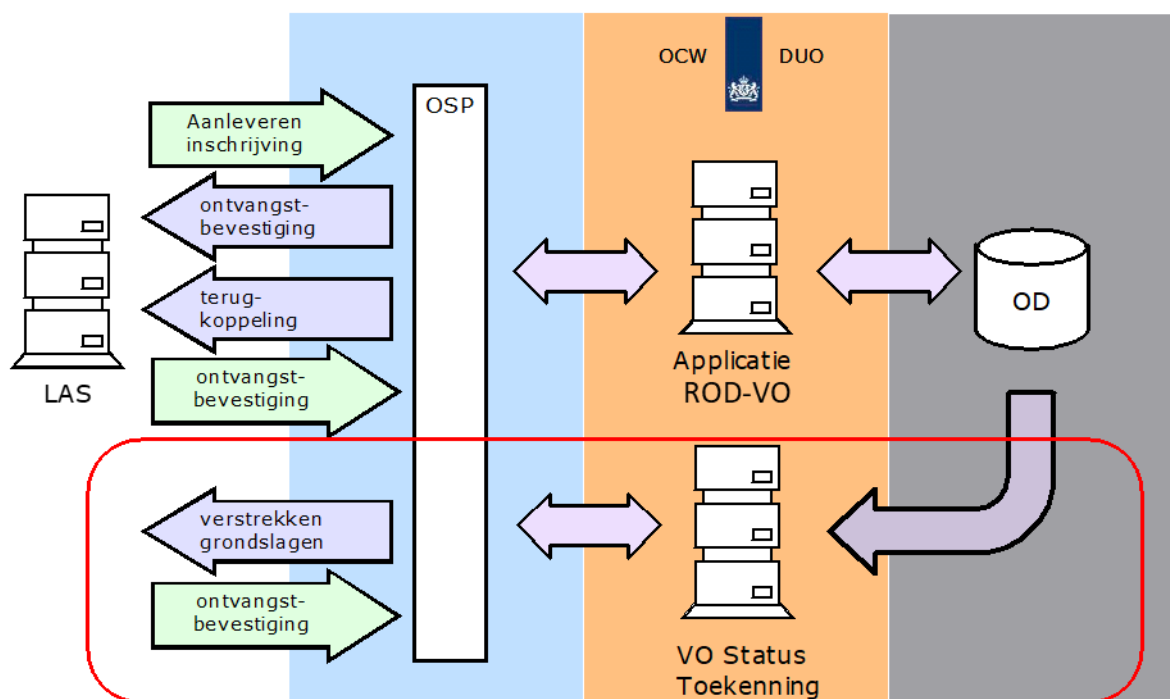 OCW
DUO
OSP
Aanleveren
inschrijving
ontvangst-
bevestiging
terug-
koppeling
ontvangst-
bevestiging
LAS
Applicatie
ROD-VO
OD
verstrekken
grondslagen
ontvangst-
bevestiging
VO Status
Toekenning